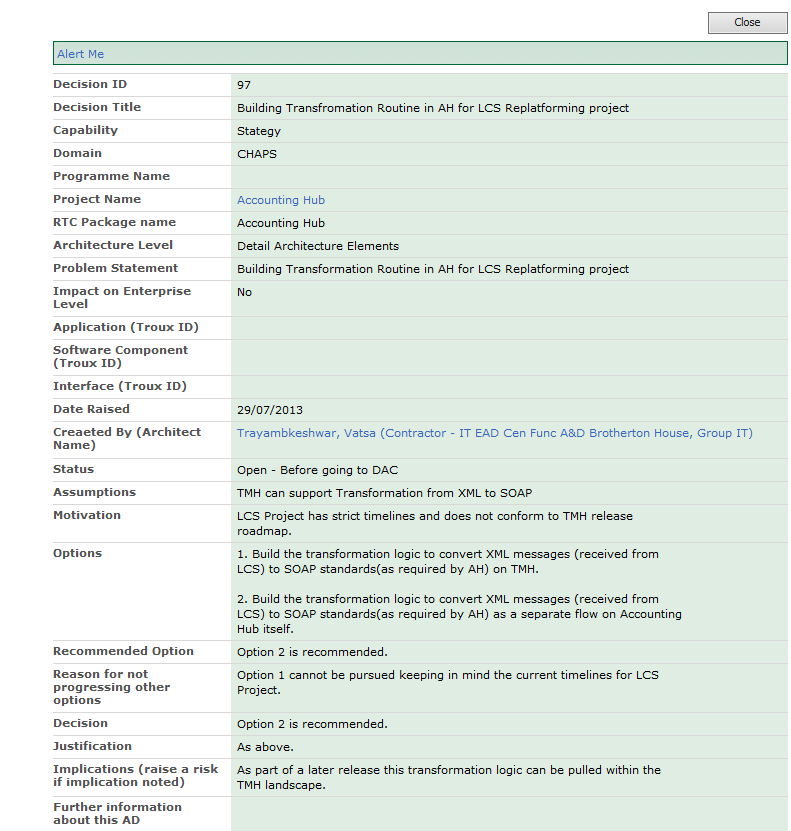 Close
Alert Me
Decision ID 97
Decision Title Building Transfromation Routine in AH for LCS Replatforming project
Capability Stategy
Domain CHAPS
Programme Name
Project Name Accounting Hub
RTC Package name Accounting Hub
Architecture Level Detail Architecture Elements
Problem Statement Building Transformation Routine in AH for LCS Replatforming project
Impact on Enterprise No
Level
Application (Troux ID)
Software Component
(Troux ID)
Interface (Troux ID)
Date Raised 29/07/2013
Creaeted By (Architect Trayambkeshwar, Vatsa (Contractor - IT EAD Cen Func A&D Brotherton House, Group IT)
Name)
Status Open - Before going to DAC
Assumptions TMH can support Transformation from XML to SOAP
Motivation LCS Project has strict timelines and does not conform to TMH release
roadmap.
Options 1. Build the transformation logic to convert XML messages (received from
LCS) to SOAP standards(as required by AH) on TMH.
2. Build the transformation logic to convert XML messages (received from
LCS) to SOAP standards(as required by AH) as a separate flow on Accounting
Hub itself.
Recommended Option Option 2 is recommended.
Reason for not Option 1 cannot be pursued keeping in mind the current timelines for LCS
progressing other Project.
options
Decision Option 2 is recommended.
Justification As above.
Implications (raise a risk As part of a later release this transformation logic can be pulled within the
if implication noted) TMH landscape.
Further information
about this AD